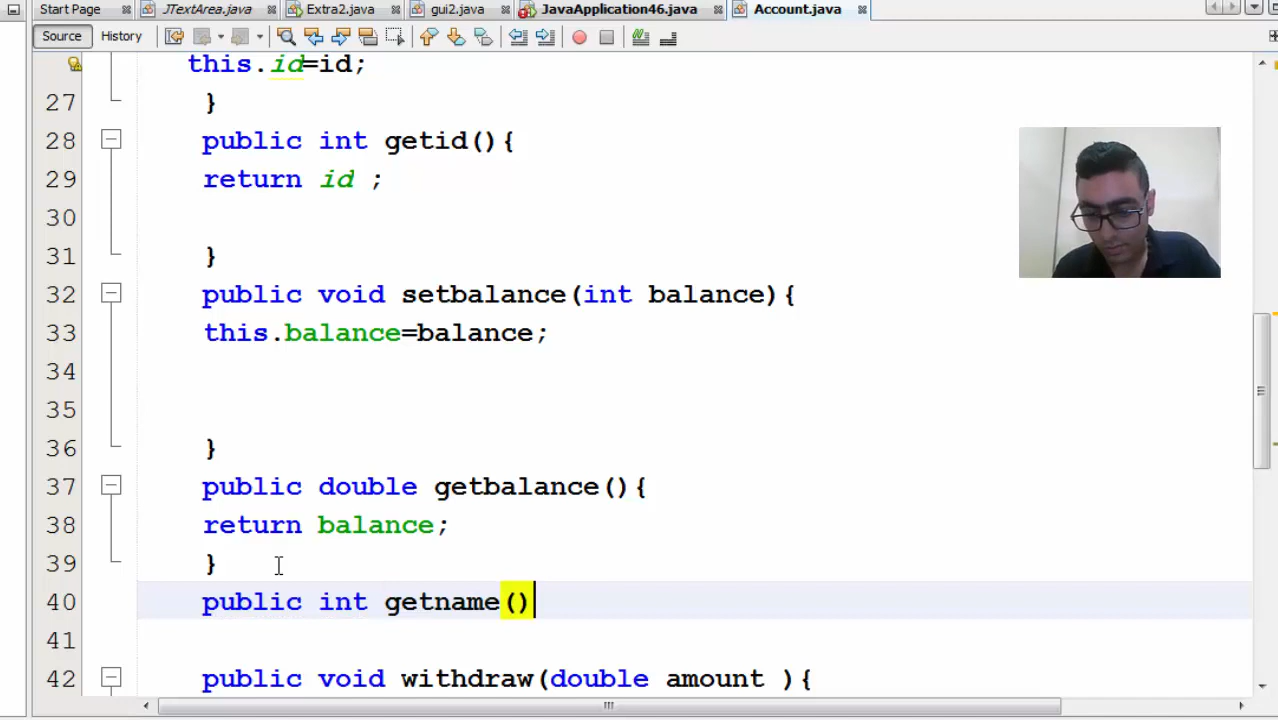 Start Page JTextArea.java Extra2.java gui2.java JavaApplication46.java Account.java
Source History
this.id=id;
27 }
28 public int getid(){
29 return id ;
30
31 }
32 public void setbalance(int balance){
33 this.balance=balance;
34
35
36 }
37 public double getbalance(){
38 return balance;
39 }
40 public int getname()
41
42 public void withdraw(double amount ){